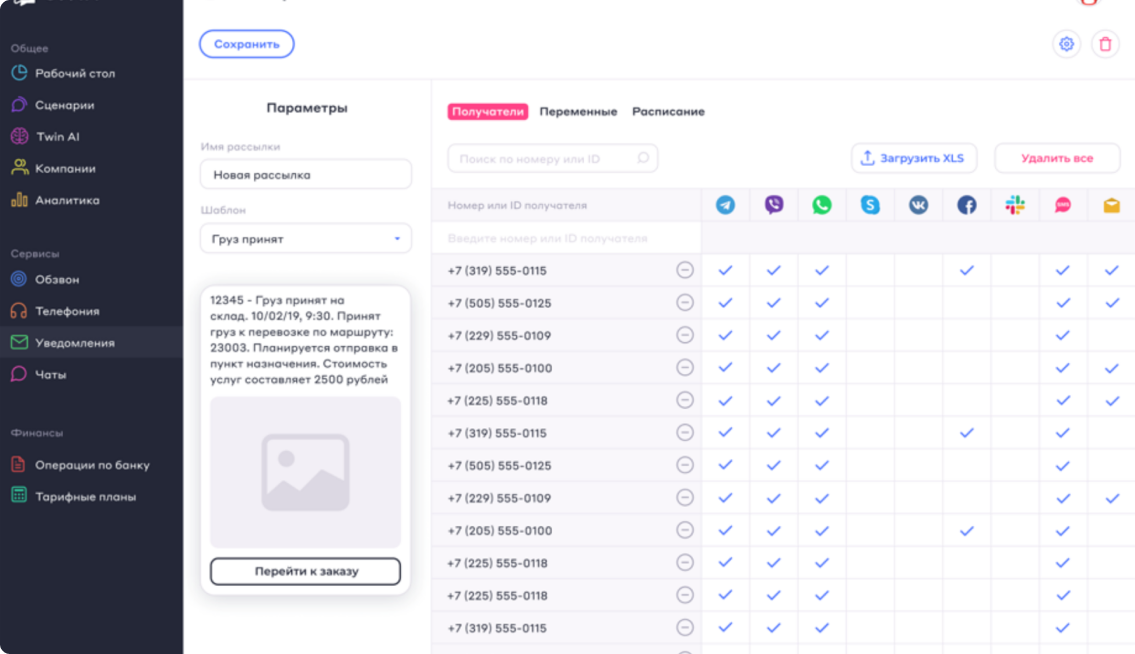 Сохранить
Общее
Рабочий стол
Сценарии
Twin AI
Компании
Аналитика
Сервисы
Обзвон
Телефония
Уведомления
Чаты
Финансы
Операции по банку
Тарифные планы
Параметры
Имя рассылки
Новая рассылка
Шаблон
Груз принят
12345 - Груз принят на
склад. 10/02/19, 9:30. Принят
груз к перевозке по маршруту:
23003. Планируется отправка в
пункт назначения. Стоимость
услуг составляет 2500 рублей
Перейти к заказу
Получатели Переменные Расписание
Поиск по номеру или ID
Загрузить XLS
Удалить все
Номер или ID получателя
SMS
Введите номер или ID получателя
+7 (319) 555-0115
+7 (505) 555-0125
+7 (229) 555-0109
+7 (205) 555-0100
+7 (225) 555-0118
+7 (319) 555-0115
+7 (505) 555-0125
+7 (229) 555-0109
+7 (205) 555-0100
+7 (225) 555-0118
+7 (225) 555-0118
+7 (319) 555-0115